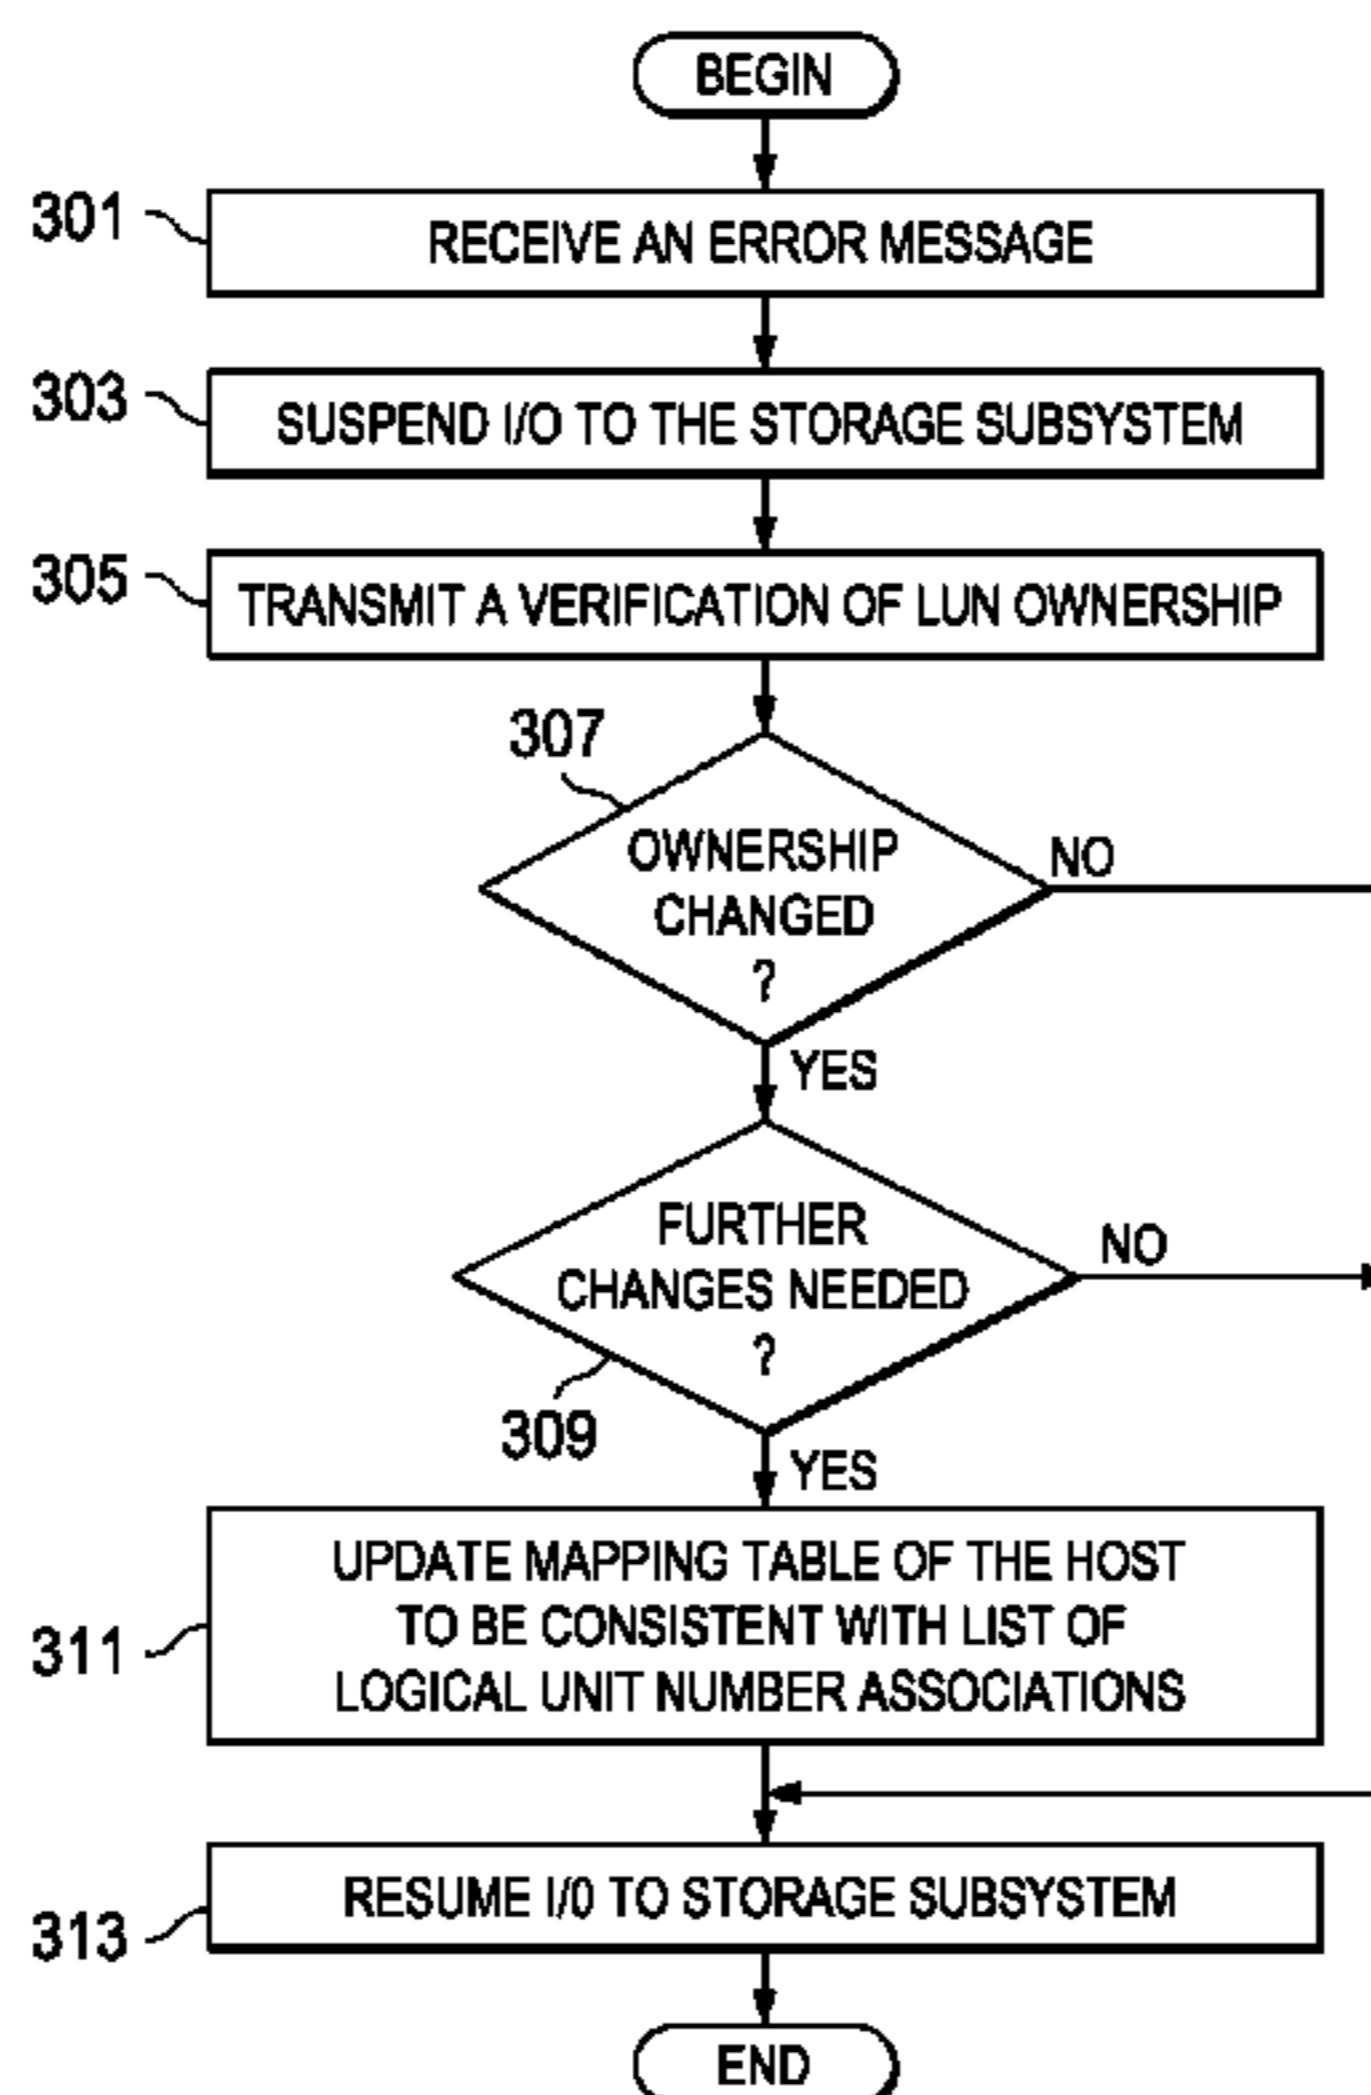 BEGIN
301
RECEIVE AN ERROR MESSAGE
303
SUSPEND I/O TO THE STORAGE SUBSYSTEM
305
TRANSMIT A VERIFICATION OF LUN OWNERSHIP
307
OWNERSHIP
CHANGED
?
NO
YES
FURTHER
CHANGES NEEDED
?
NO
309
YES
UPDATE MAPPING TABLE OF THE HOST
TO BE CONSISTENT WITH LIST OF
LOGICAL UNIT NUMBER ASSOCIATIONS
311
RESUME I/0 TO STORAGE SUBSYSTEM
313
END